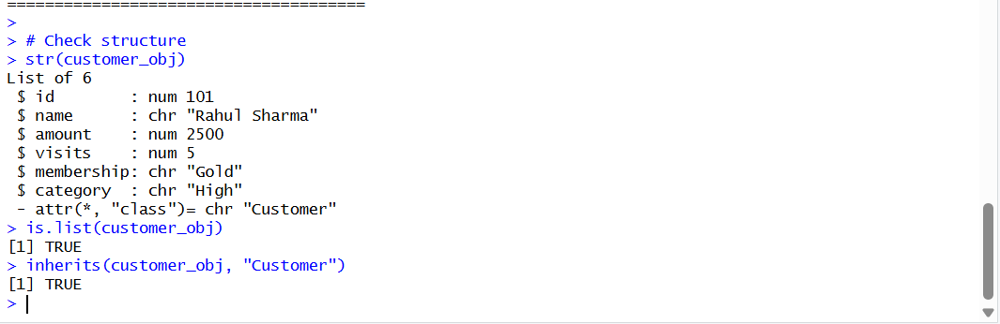 ======================================
>
> # Check structure
> str(customer_obj)
List of 6
 $ id        : num 101
 $ name      : chr "Rahul Sharma"
 $ amount    : num 2500
 $ visits    : num 5
 $ membership: chr "Gold"
 $ category  : chr "High"
 - attr(*, "class")= chr "Customer"
> is.list(customer_obj)
[1] TRUE
> inherits(customer_obj, "Customer")
[1] TRUE
>